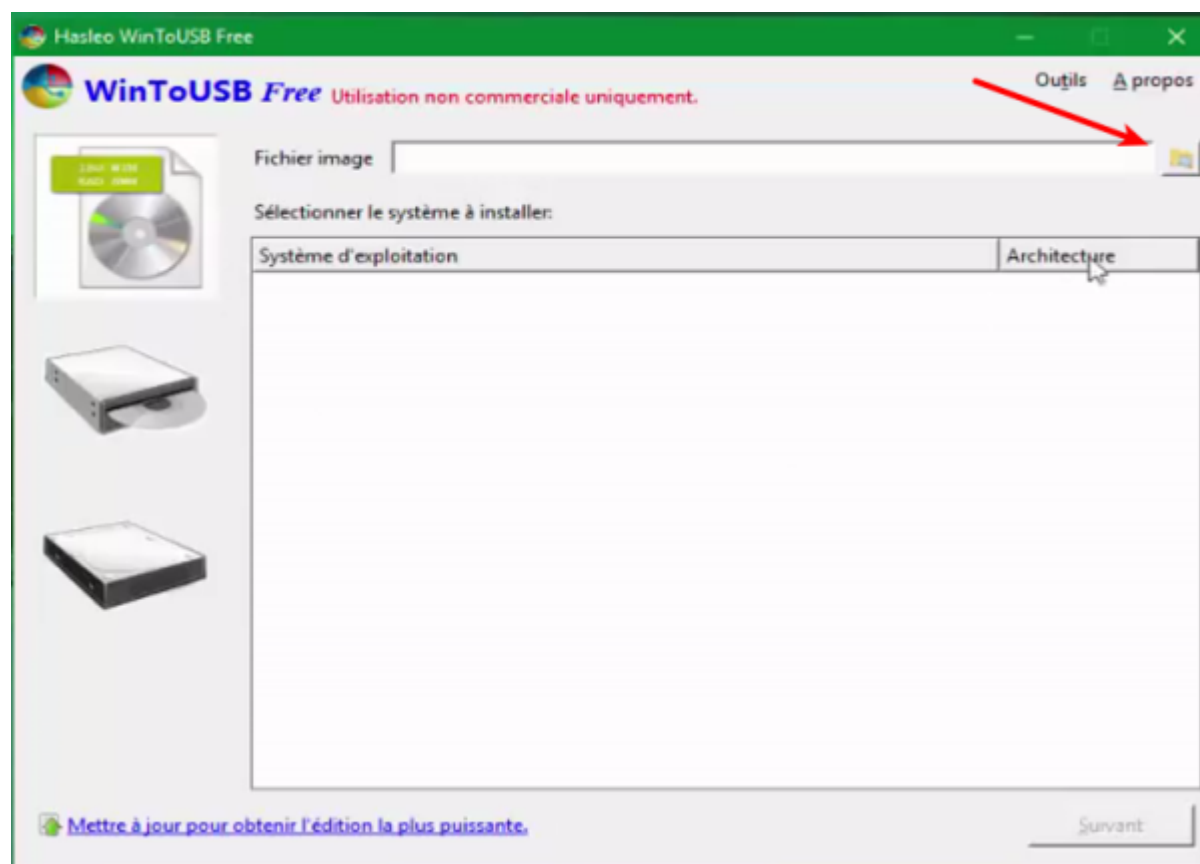 Hasleo WinToUSB Free
WinToUSB Free Utilisation non commerciale uniquement.
Outils A propos
Fichier image
Sélectionner le système à installer:
Système d'exploitation Architecture
Mettre à jour pour obtenir l'édition la plus puissante.
Suivant